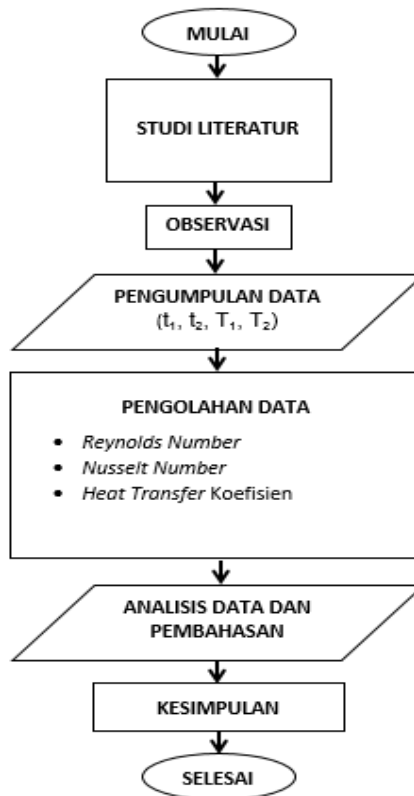 MULAI
STUDI LITERATUR
OBSERVASI
PENGUMPULAN DATA
(t₁, t₂, T₁, T₂)
PENGOLAHAN DATA
• Reynolds Number
• Nusselt Number
• Heat Transfer Koefisien
ANALISIS DATA DAN
PEMBAHASAN
KESIMPULAN
SELESAI